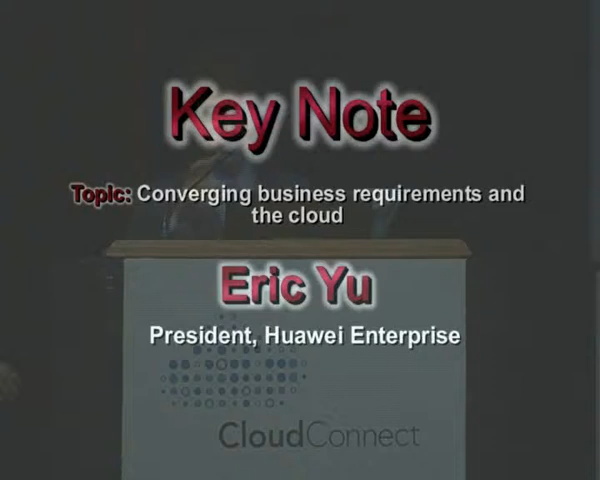 Key Note
Topic: Converging business requirements and
the cloud
Eric Yu
President, Huawei Enterprise
CloudConnect